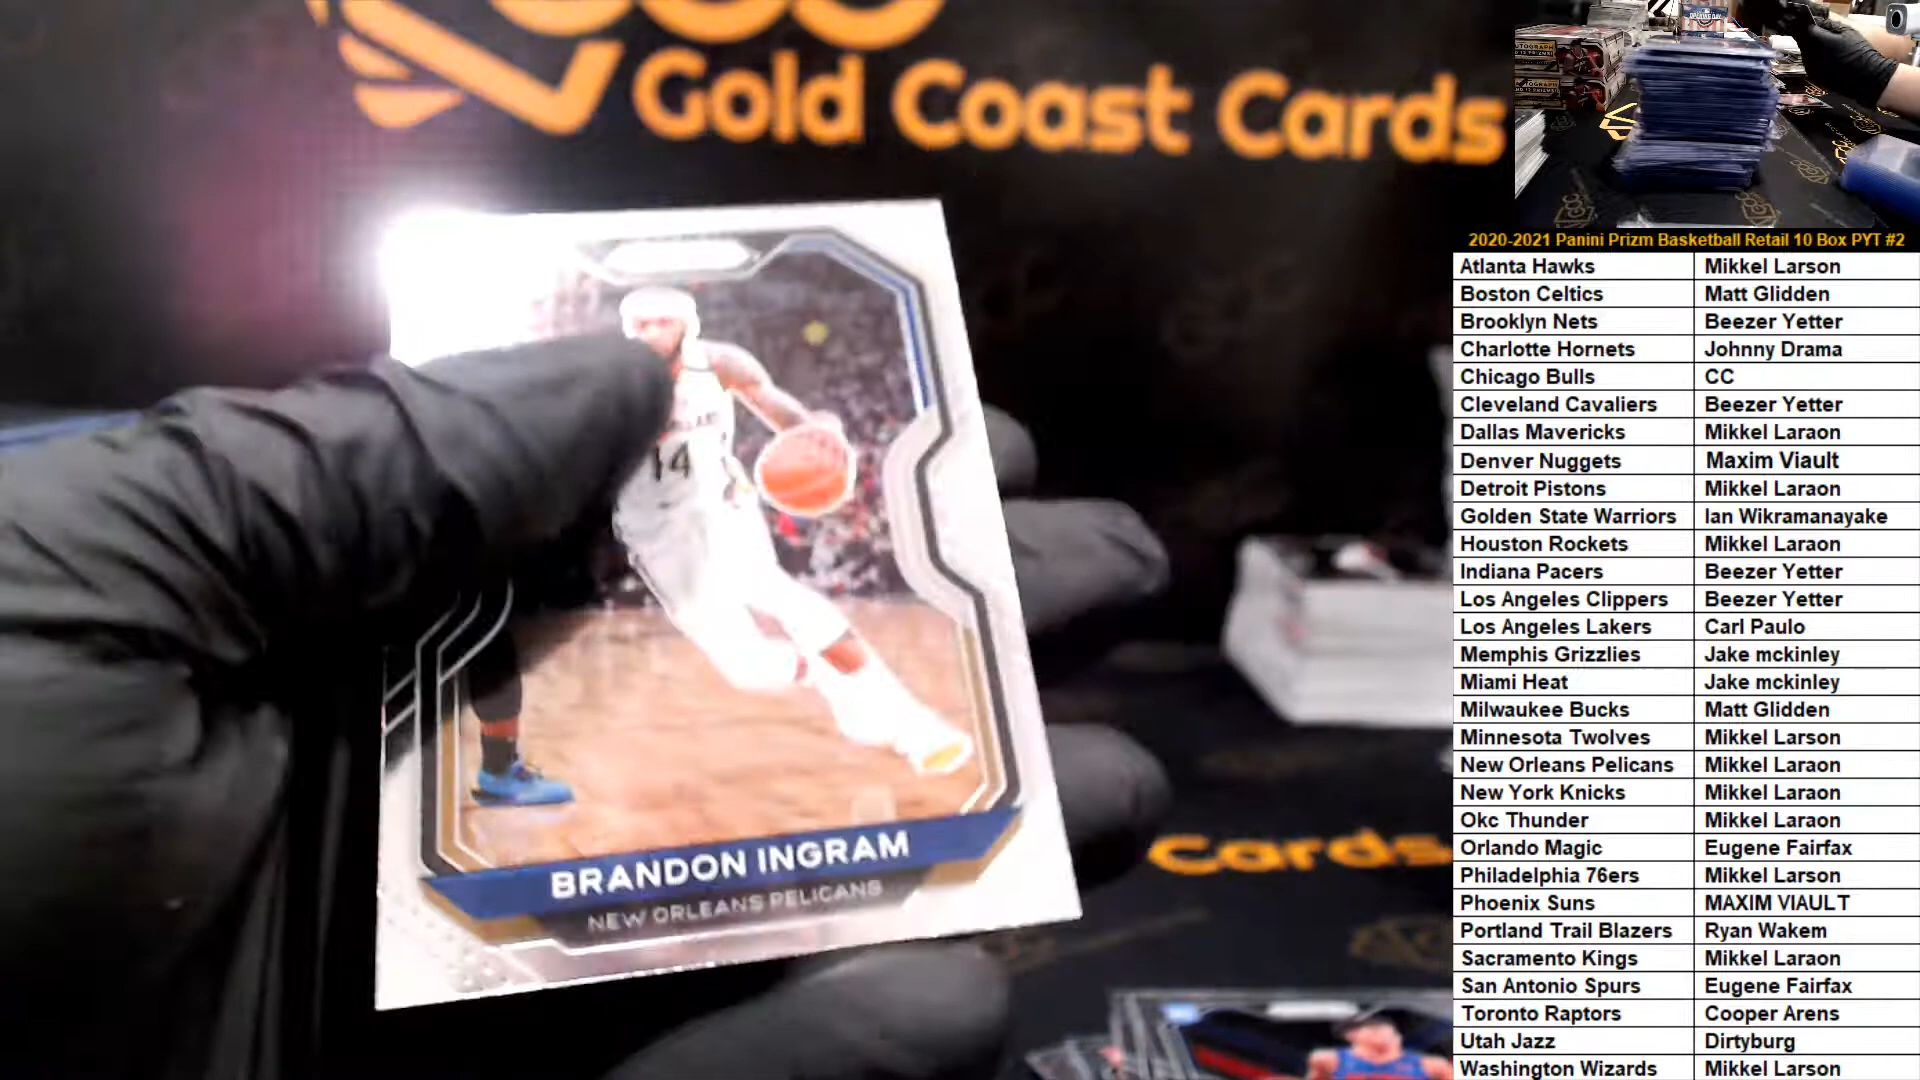 Gold Coast Cards
14
BRANDON INGRAM
NEW ORLEANS PELICANS
Cards
2020-2021 Panini Prizm Basketball Retail 10 Box PYT #2
Atlanta Hawks Mikkel Larson
Boston Celtics Matt Glidden
Brooklyn Nets Beezer Yetter
Charlotte Hornets Johnny Drama
Chicago Bulls CC
Cleveland Cavaliers Beezer Yetter
Dallas Mavericks Mikkel Laraon
Denver Nuggets Maxim Viault
Detroit Pistons Mikkel Laraon
Golden State Warriors Ian Wikramanayake
Houston Rockets Mikkel Laraon
Indiana Pacers Beezer Yetter
Los Angeles Clippers Beezer Yetter
Los Angeles Lakers Carl Paulo
Memphis Grizzlies Jake mckinley
Miami Heat Jake mckinley
Milwaukee Bucks Matt Glidden
Minnesota Twolves Mikkel Larson
New Orleans Pelicans Mikkel Laraon
New York Knicks Mikkel Laraon
Okc Thunder Mikkel Laraon
Orlando Magic Eugene Fairfax
Philadelphia 76ers Mikkel Larson
Phoenix Suns MAXIM VIAULT
Portland Trail Blazers Ryan Wakem
Sacramento Kings Mikkel Laraon
San Antonio Spurs Eugene Fairfax
Toronto Raptors Cooper Arens
Utah Jazz Dirtyburg
Washington Wizards Mikkel Larson